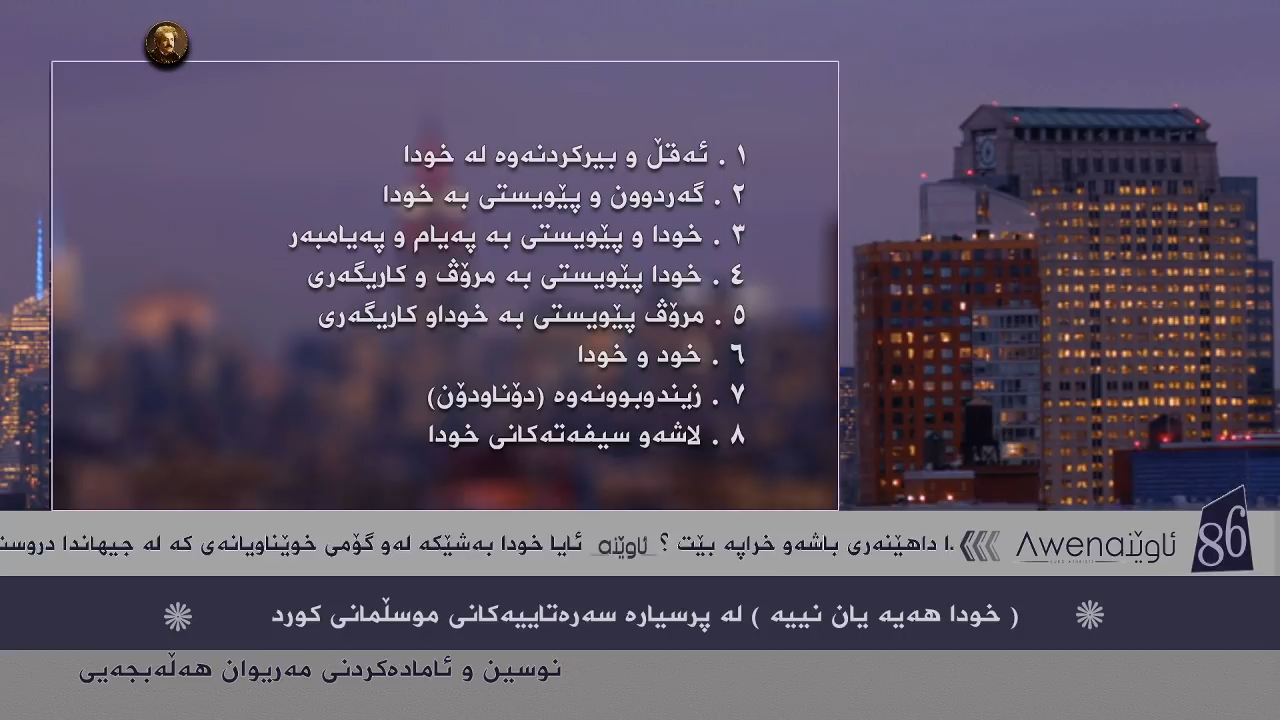 ١ . ئەقڵ و بیرکردنەوە لە خودا
٢ . گەردوون و پێویستی بە خودا
٣ . خودا و پێویستی بە پەیام و پەیامبەر
٤ . خودا پێویستی بە مرۆڤ و کاریگەری
٥ . مرۆڤ پێویستی بە خوداو کاریگەری
٦ . خود و خودا
٧ . زیندوبوونەوە (دۆناودۆن)
٨ . لاشەو سیفەتەکانی خودا
86
Awena ئاوێنە
ا داهێنەری باشەو خراپە بێت ؟ ئاوێنە ئایا خودا بەشێکە لەو گۆمی خوێناویانەی کە لە جیهاندا دروست
( خودا هەیە یان نییە ) لە پرسیارە سەرەتاییەکانی موسڵمانی کورد
نوسین و ئامادەکردنی مەریوان هەڵەبجەیی